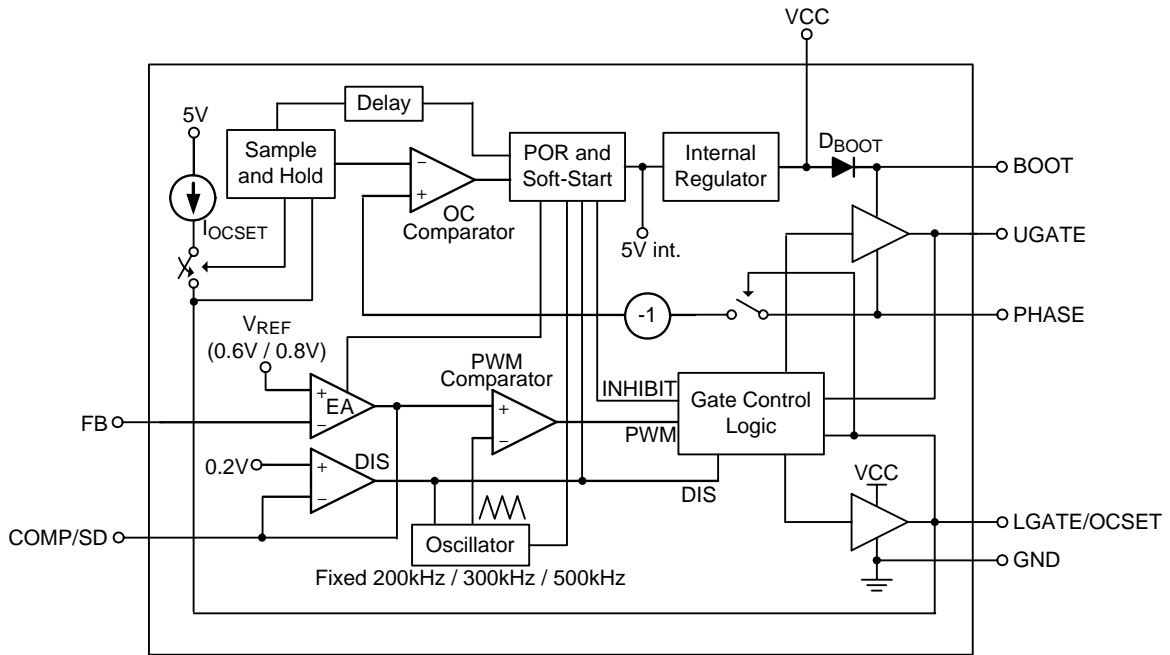 VCC
Delay
5V
Sample
and Hold
POR and
Soft-Start
Internal
Regulator
DBOOT
BOOT
−
+
OC
Comparator
IOCSET
5V int.
UGATE
-1
PHASE
VREF
(0.6V / 0.8V)
PWM
Comparator
+
EA
−
+
−
INHIBIT
PWM
Gate Control
Logic
FB
0.2V
+
−
DIS
DIS
VCC
COMP/SD
Oscillator
Fixed 200kHz / 300kHz / 500kHz
LGATE/OCSET
GND